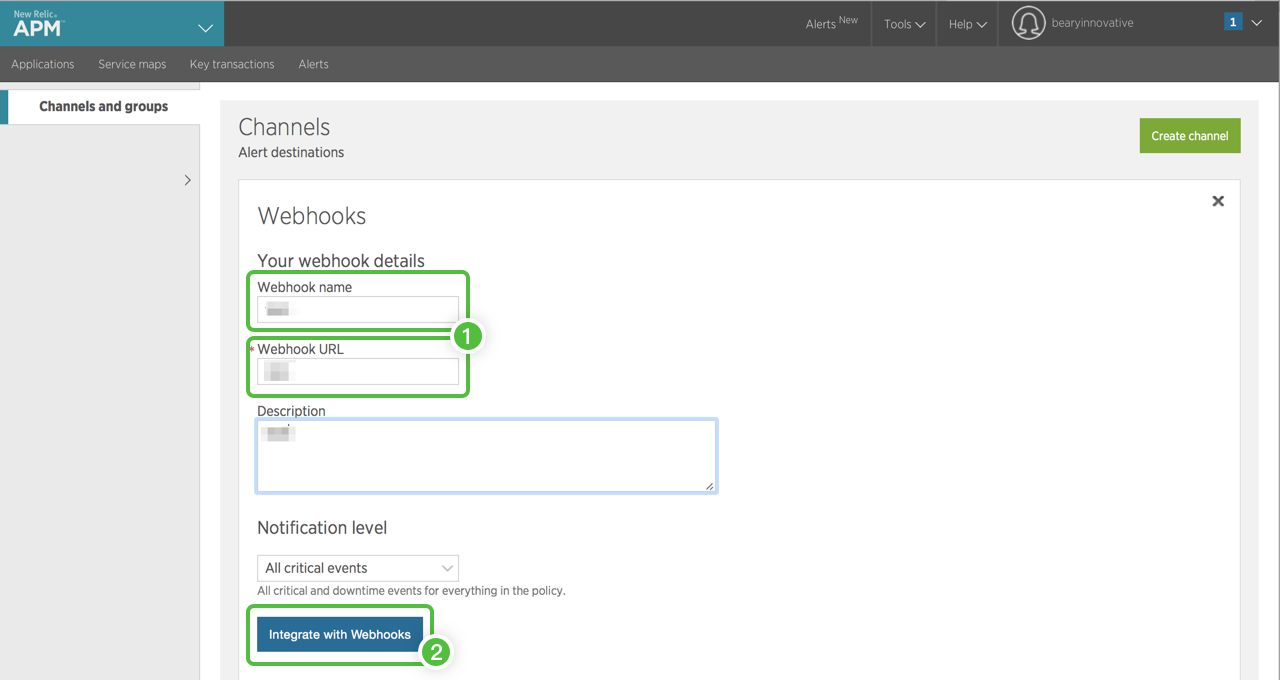 New Relic®
APM™
Alerts New
Tools
Help
bearyinnovative
1
Applications
Service maps
Key transactions
Alerts
Channels and groups
Channels
Alert destinations
Create channel
Webhooks
Your webhook details
Webhook name
1
* Webhook URL
Description
Notification level
All critical events
All critical and downtime events for everything in the policy.
Integrate with Webhooks
2